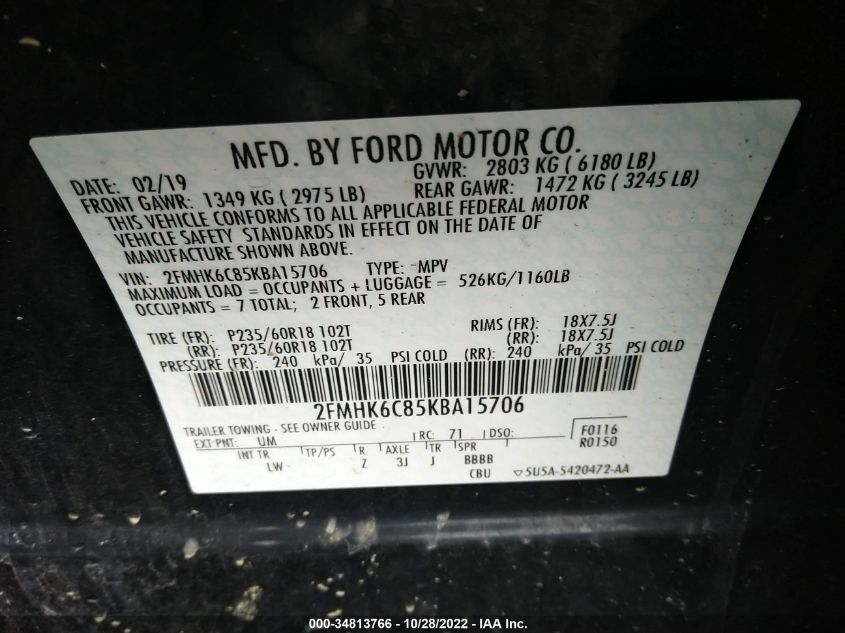 MFD. BY FORD MOTOR CO.
DATE: 02/19 GVWR: 2803 KG ( 6180 LB)
FRONT GAWR: 1349 KG ( 2975 LB) REAR GAWR: 1472 KG ( 3245 LB)
THIS VEHICLE CONFORMS TO ALL APPLICABLE FEDERAL MOTOR
VEHICLE SAFETY STANDARDS IN EFFECT ON THE DATE OF
MANUFACTURE SHOWN ABOVE.
VIN: 2FMHK6C85KBA15706 TYPE: MPV
MAXIMUM LOAD = OCCUPANTS + LUGGAGE = 526KG/1160LB
OCCUPANTS = 7 TOTAL; 2 FRONT, 5 REAR
TIRE (FR): P235/60R18 102T RIMS (FR): 18X7.5J
(RR): P235/60R18 102T (RR): 18X7.5J
PRESSURE (FR): 240 kPa/ 35 PSI COLD (RR): 240 kPa/ 35 PSI COLD
2FMHK6C85KBA15706
TRAILER TOWING - SEE OWNER GUIDE
EXT PNT: UM RC: 71 DSO: F0116
R0150
INT TR TP/PS R AXLE TR SPR
LW Z 3J J BBBB
CBU ▽5U5A-5420472-AA
000-34813766 - 10/28/2022 - IAA Inc.